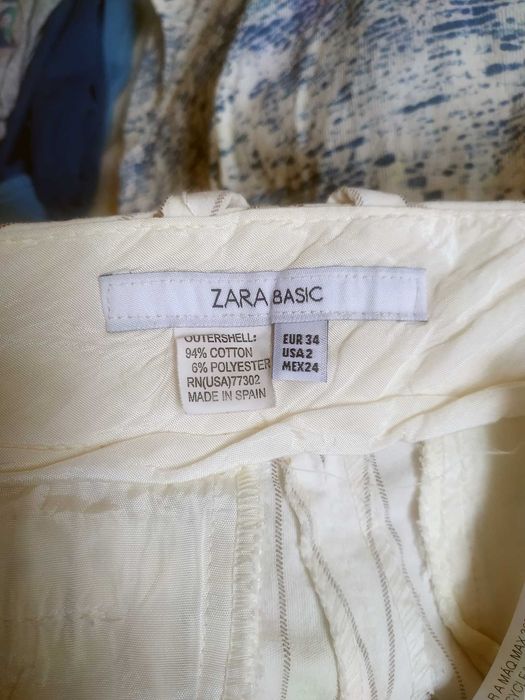 ZARA BASIC
OUTERSHELL:
94% COTTON
6% POLYESTER
RN(USA)77302
MADE IN SPAIN
EUR 34
USA 2
MEX 24